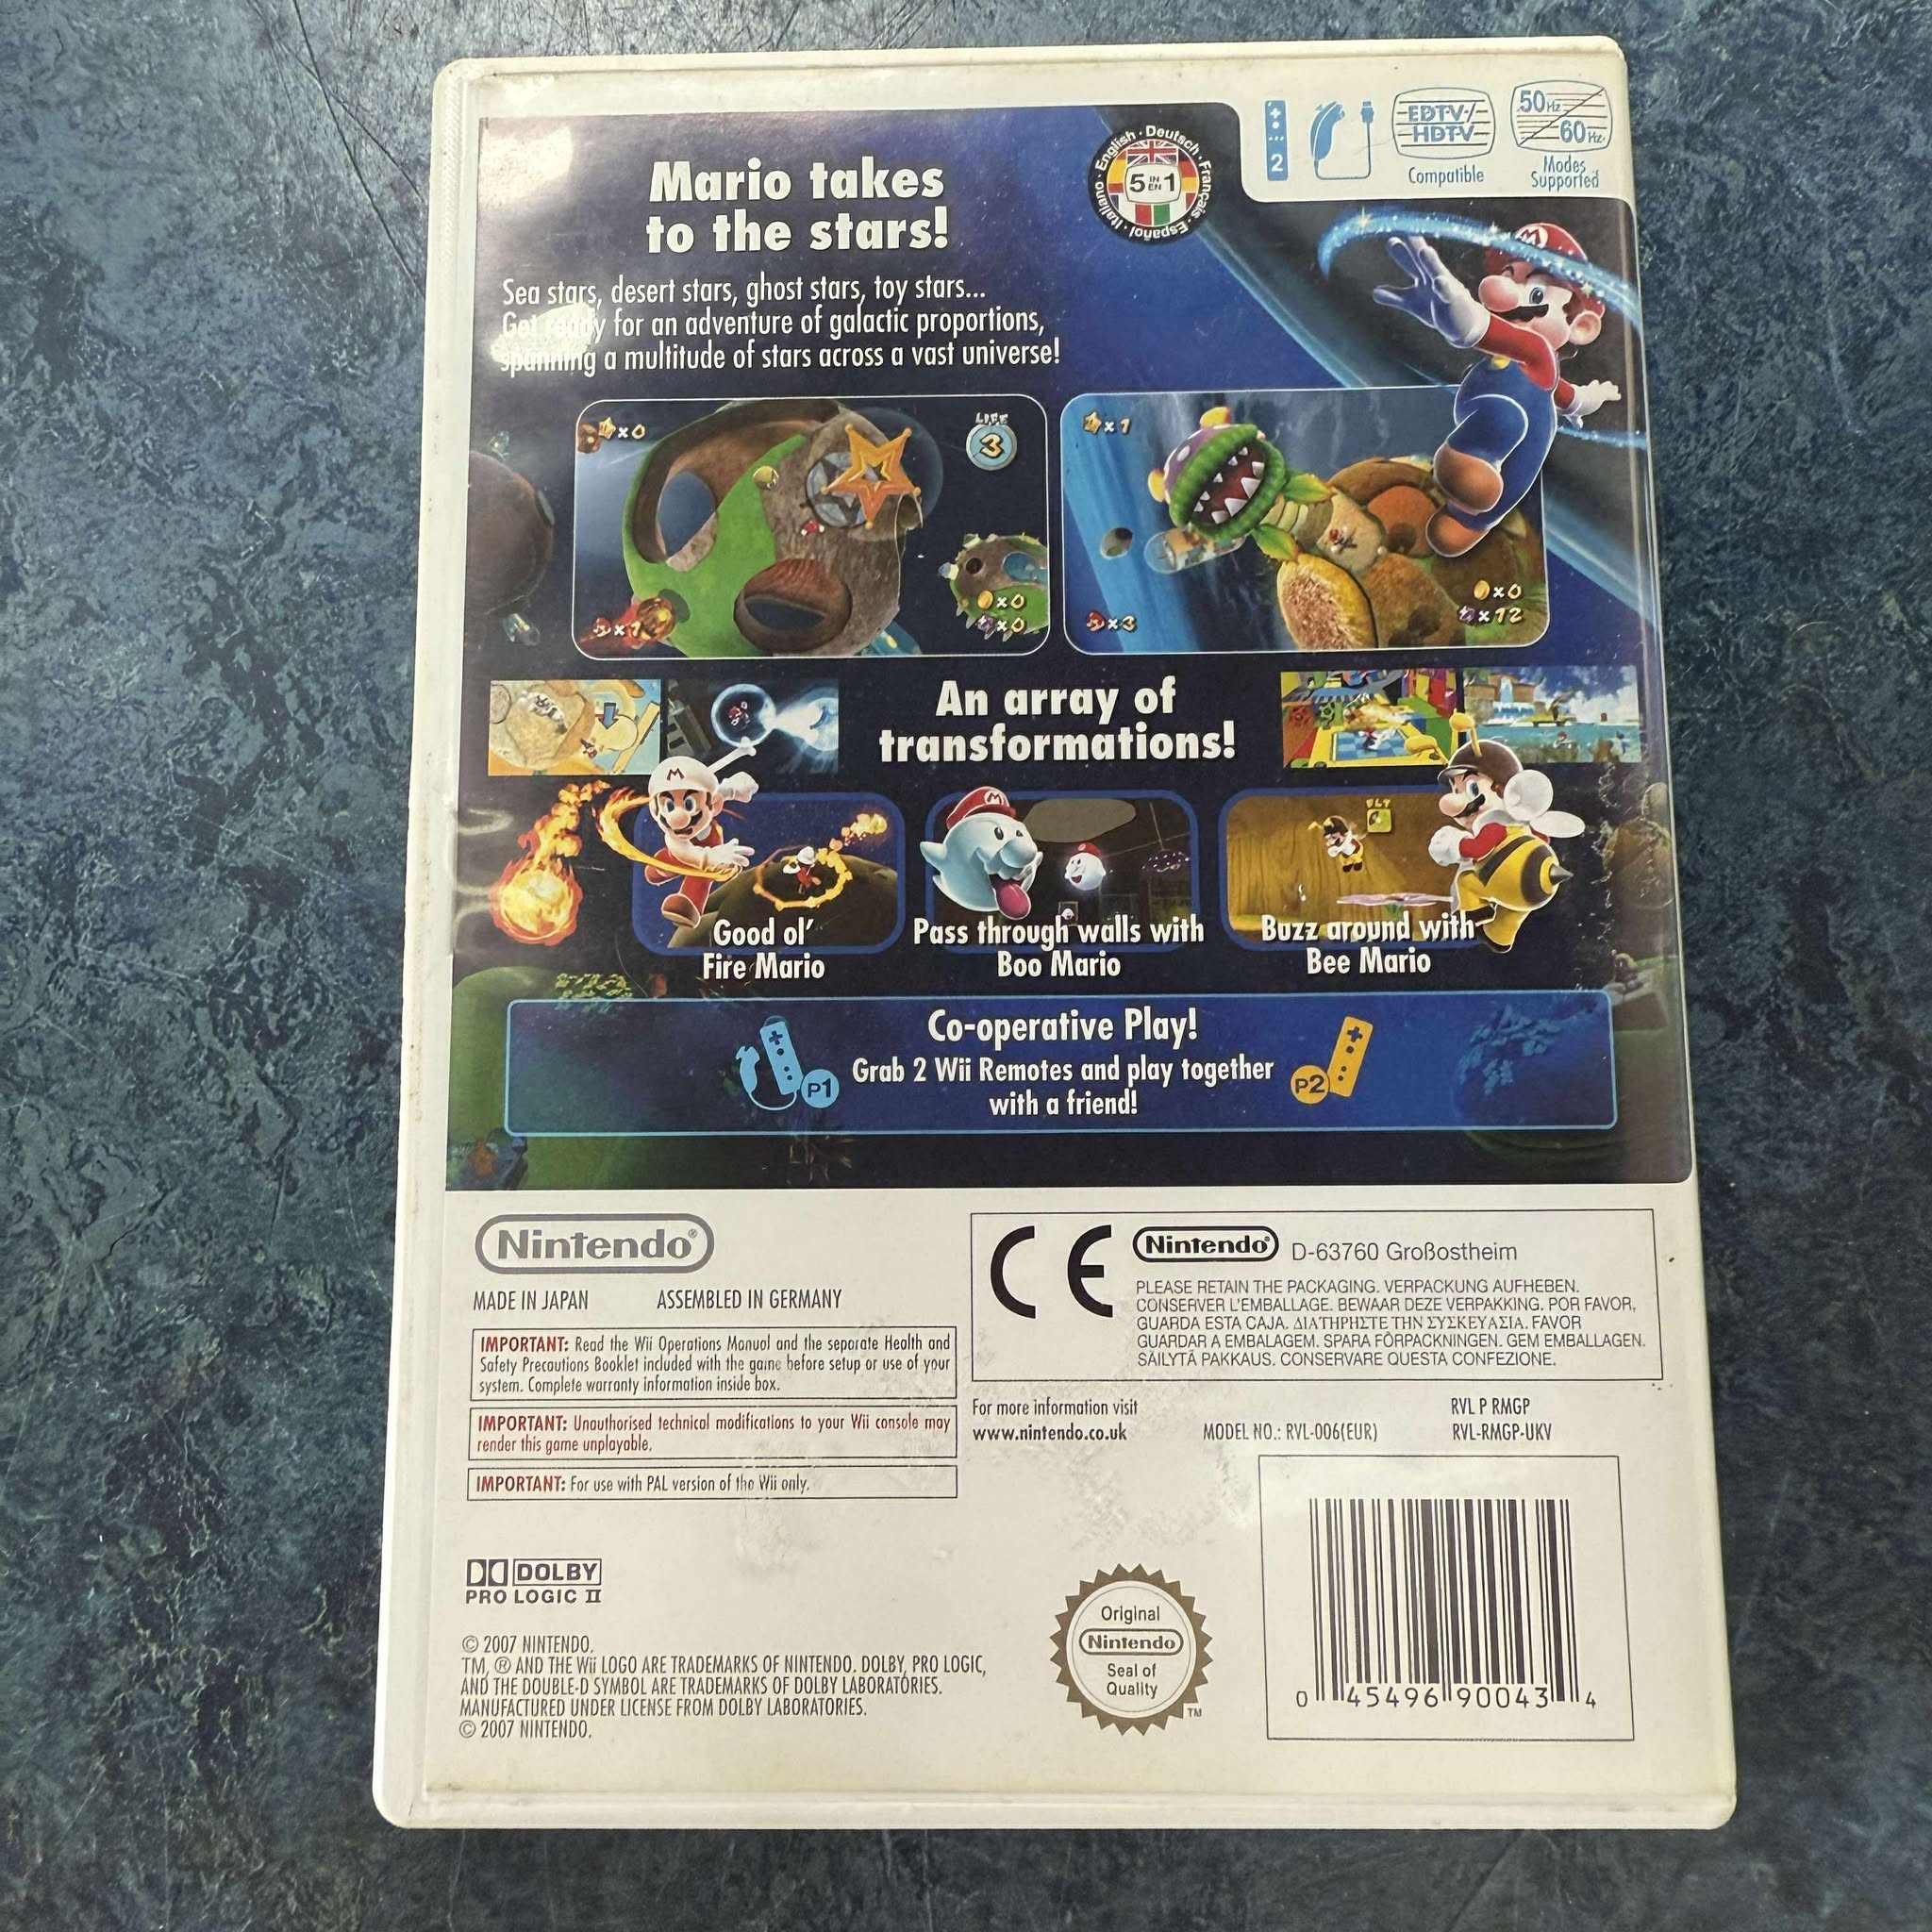 2
EDTV/
HDTV
Compatible
50Hz
60Hz
Modes
Supported
English · Deutsch · Français · Español · Italiano ·
5 IN EN 1
Mario takes
to the stars!
Sea stars, desert stars, ghost stars, toy stars...
Get ready for an adventure of galactic proportions,
spanning a multitude of stars across a vast universe!
x0
LIFE
3
x1
x0
x0
x1
x3
x0
x12
An array of
transformations!
FLY
Good ol'
Fire Mario
Pass through walls with
Boo Mario
Buzz around with
Bee Mario
Co-operative Play!
P1
Grab 2 Wii Remotes and play together
with a friend!
P2
Nintendo®
MADE IN JAPAN ASSEMBLED IN GERMANY
IMPORTANT: Read the Wii Operations Manual and the separate Health and
Safety Precautions Booklet included with the game before setup or use of your
system. Complete warranty information inside box.
IMPORTANT: Unauthorised technical modifications to your Wii console may
render this game unplayable.
IMPORTANT: For use with PAL version of the Wii only.
CE
Nintendo® D-63760 Großostheim
PLEASE RETAIN THE PACKAGING. VERPACKUNG AUFHEBEN.
CONSERVER L'EMBALLAGE. BEWAAR DEZE VERPAKKING. POR FAVOR,
GUARDA ESTA CAJA. ΔΙΑΤΗΡΗΣΤΕ ΤΗΝ ΣΥΣΚΕΥΑΣΙΑ. FAVOR
GUARDAR A EMBALAGEM. SPARA FÖRPACKNINGEN. GEM EMBALLAGEN.
SÄILYTÄ PAKKAUS. CONSERVARE QUESTA CONFEZIONE.
For more information visit
www.nintendo.co.uk
MODEL NO.: RVL-006(EUR)
RVL P RMGP
RVL-RMGP-UKV
DOLBY
PRO LOGIC II
© 2007 NINTENDO.
TM, ® AND THE Wii LOGO ARE TRADEMARKS OF NINTENDO. DOLBY, PRO LOGIC,
AND THE DOUBLE-D SYMBOL ARE TRADEMARKS OF DOLBY LABORATORIES.
MANUFACTURED UNDER LICENSE FROM DOLBY LABORATORIES.
© 2007 NINTENDO.
Original
Nintendo
Seal of
Quality
TM
0 45496 90043 4